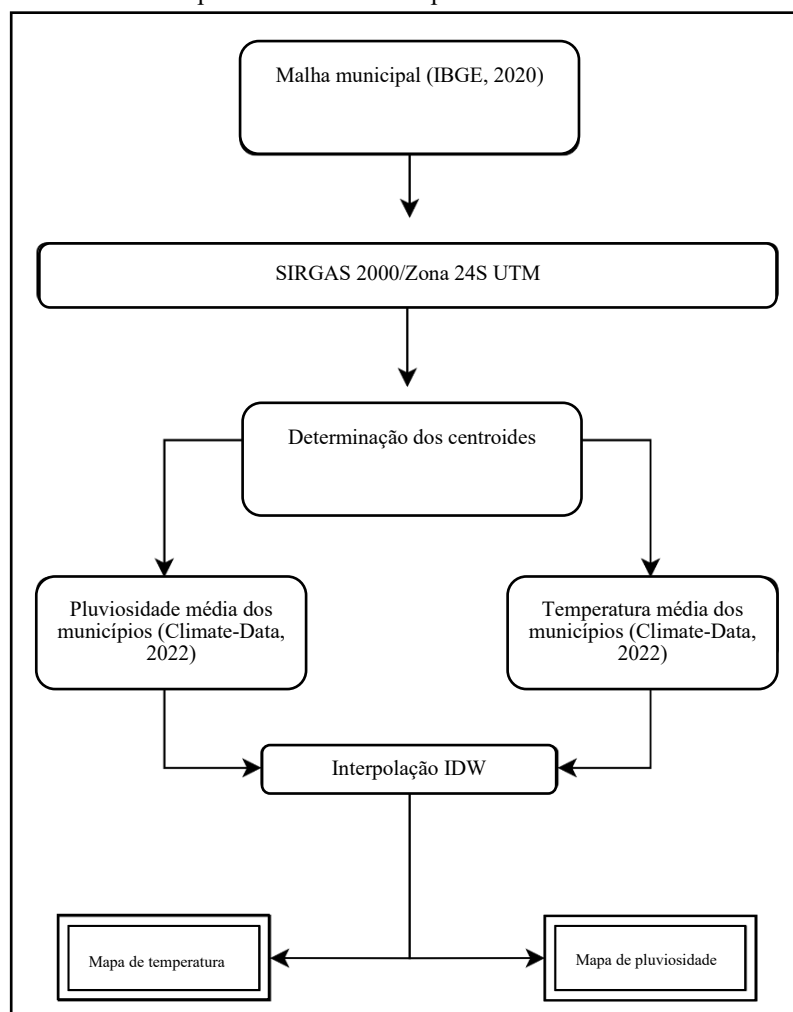 Malha municipal (IBGE, 2020)
SIRGAS 2000/Zona 24S UTM
Determinação dos centroides
Pluviosidade média dos
municípios (Climate-Data,
2022)
Temperatura média dos
municípios (Climate-Data,
2022)
Interpolação IDW
Mapa de temperatura
Mapa de pluviosidade